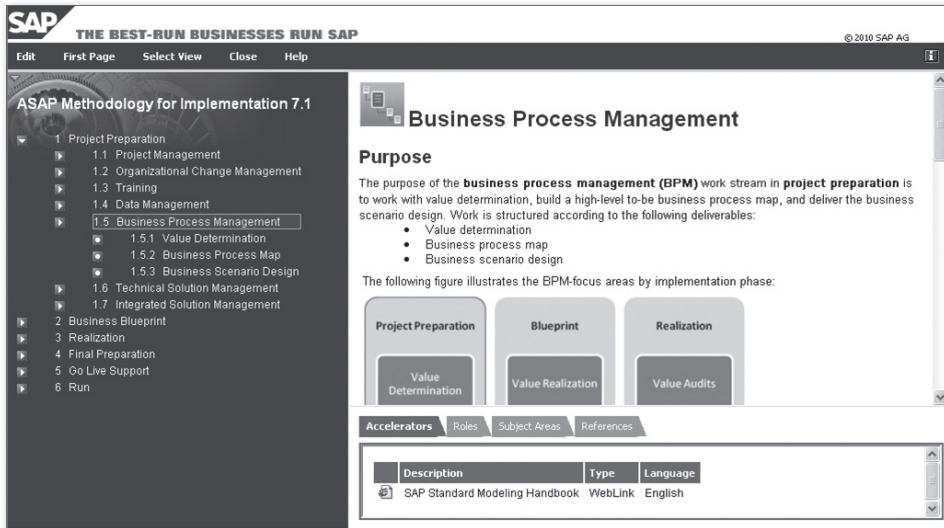 SAP
THE BEST-RUN BUSINESSES RUN SAP
© 2010 SAP AG
Edit First Page Select View Close Help
i
ASAP Methodology for Implementation 7.1
1 Project Preparation
1.1 Project Management
1.2 Organizational Change Management
1.3 Training
1.4 Data Management
1.5 Business Process Management
1.5.1 Value Determination
1.5.2 Business Process Map
1.5.3 Business Scenario Design
1.6 Technical Solution Management
1.7 Integrated Solution Management
2 Business Blueprint
3 Realization
4 Final Preparation
5 Go Live Support
6 Run
Business Process Management
Purpose
The purpose of the business process management (BPM) work stream in project preparation is
to work with value determination, build a high-level to-be business process map, and deliver the business
scenario design. Work is structured according to the following deliverables:
• Value determination
• Business process map
• Business scenario design
The following figure illustrates the BPM-focus areas by implementation phase:
Project Preparation Blueprint Realization
Value
Determination
Value Realization
Value Audits
Accelerators Roles Subject Areas References
Description Type Language
SAP Standard Modeling Handbook WebLink English